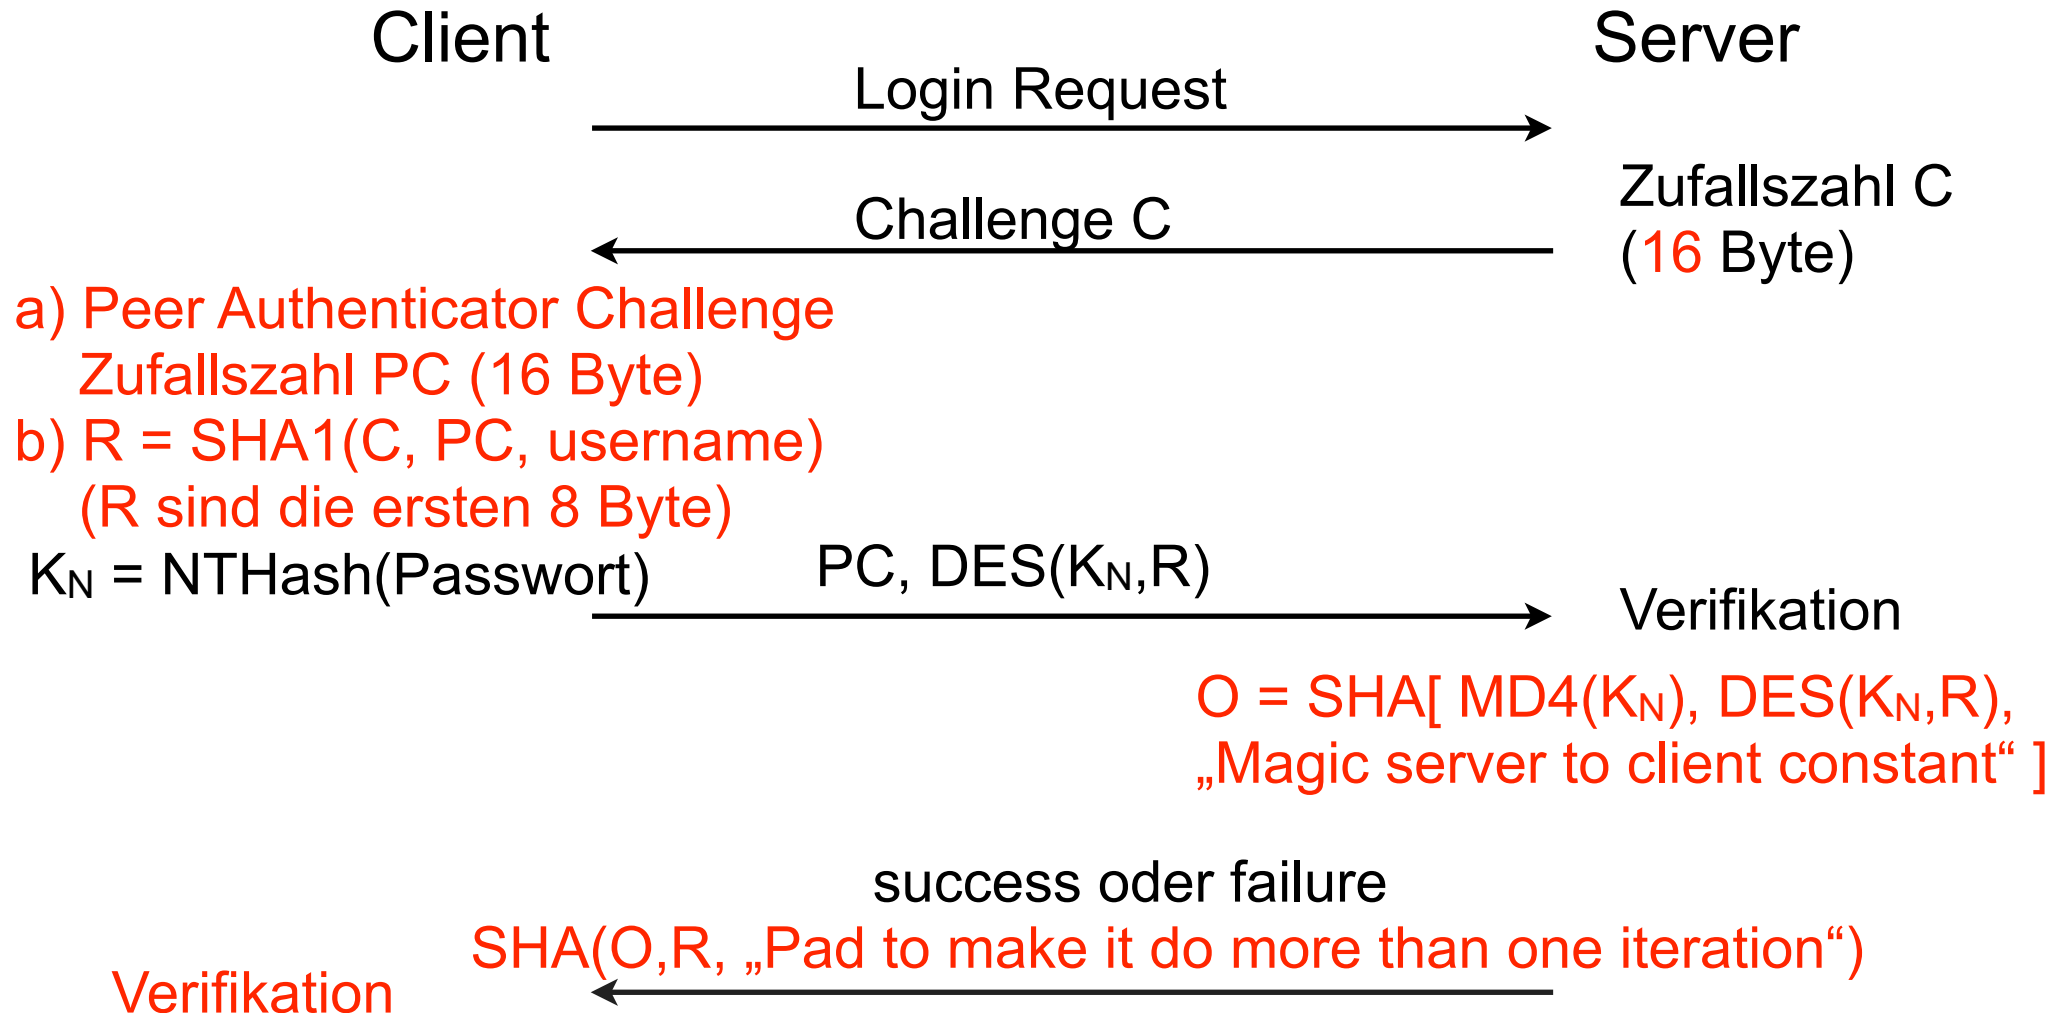 Client
Server
Login Request
Zufallszahl C
(16 Byte)
Challenge C
a) Peer Authenticator Challenge
Zufallszahl PC (16 Byte)
b) R = SHA1(C, PC, username)
(R sind die ersten 8 Byte)
KN = NTHash(Passwort)
PC, DES(KN,R)
Verifikation
O = SHA[ MD4(KN), DES(KN,R),
„Magic server to client constant“ ]
success oder failure
SHA(O,R, „Pad to make it do more than one iteration“)
Verifikation